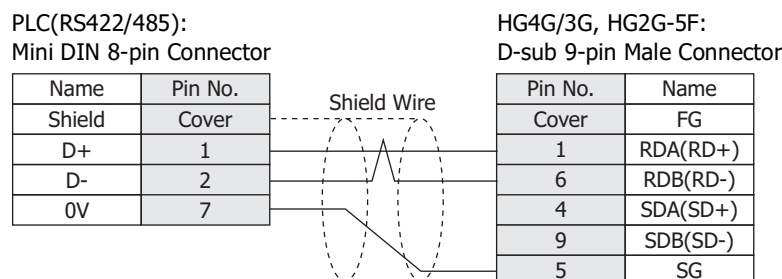 PLC(RS422/485):
Mini DIN 8-pin Connector
Name Pin No.
Shield Cover
D+ 1
D- 2
0V 7
Shield Wire
HG4G/3G, HG2G-5F:
D-sub 9-pin Male Connector
Pin No. Name
Cover FG
1 RDA(RD+)
6 RDB(RD-)
4 SDA(SD+)
9 SDB(SD-)
5 SG